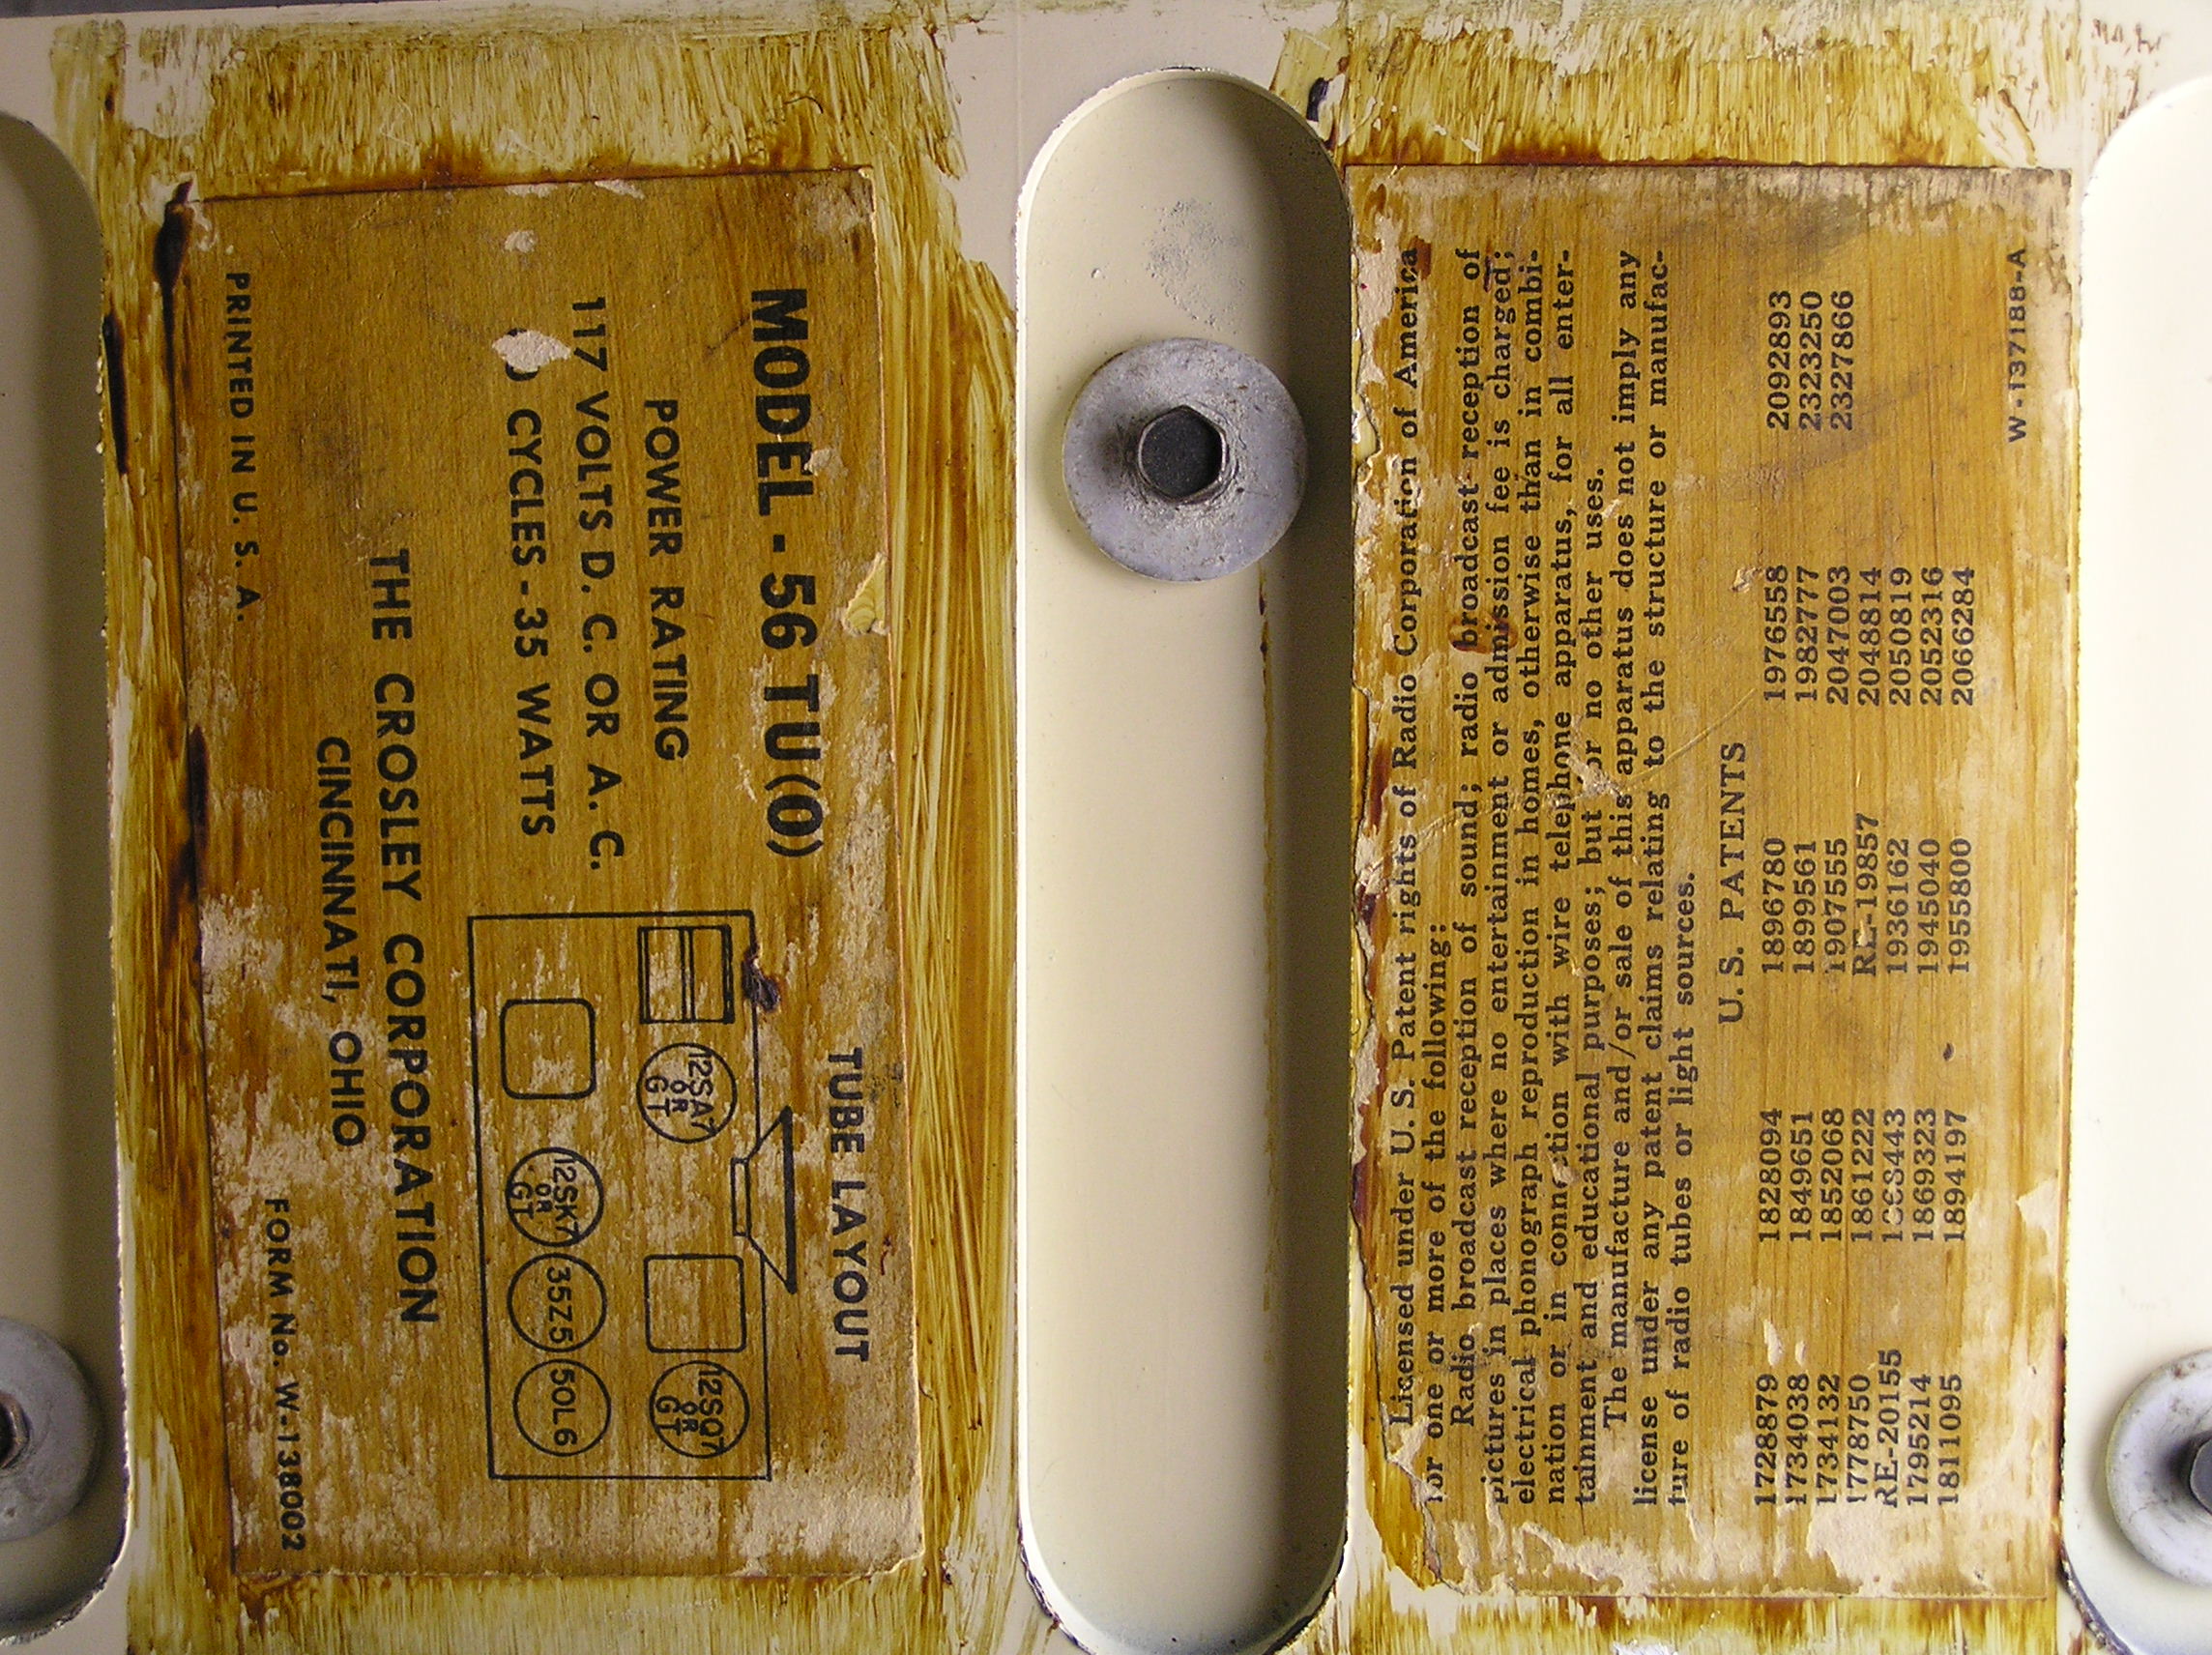 MODEL - 56 TU(O)
POWER RATING
117 VOLTS D. C. OR A. C.
CYCLES - 35 WATTS
THE CROSLEY CORPORATION
CINCINNATI, OHIO
PRINTED IN U. S. A.
FORM No. W-138002
TUBE LAYOUT
12SA7
OR
GT
12SQ7
OR
GT
12SK7
OR
GT
35Z5
50L6
Licensed under U. S. Patent rights of Radio Corporation of America
for one or more of the following:
Radio broadcast reception of sound; radio broadcast reception of
pictures in places where no entertainment or admission fee is charged;
electrical phonograph reproduction in homes, otherwise than in combi-
nation or in connection with wire telephone apparatus, for all enter-
tainment and educational purposes; but for no other uses.
The manufacture and/or sale of this apparatus does not imply any
license under any patent claims relating to the structure or manufac-
ture of radio tubes or light sources.
U. S. PATENTS
1728879 1828094 1896780 1976558 2092893
1734038 1849651 1899561 1982777 2323250
1734132 1852068 1907555 2047003 2327866
1778750 1861222 RE-19857 2048814
RE-20155 1936162 2050819
1795214 1869323 1945040 2052316
1811095 1894197 1955800 2066284
W-137188-A